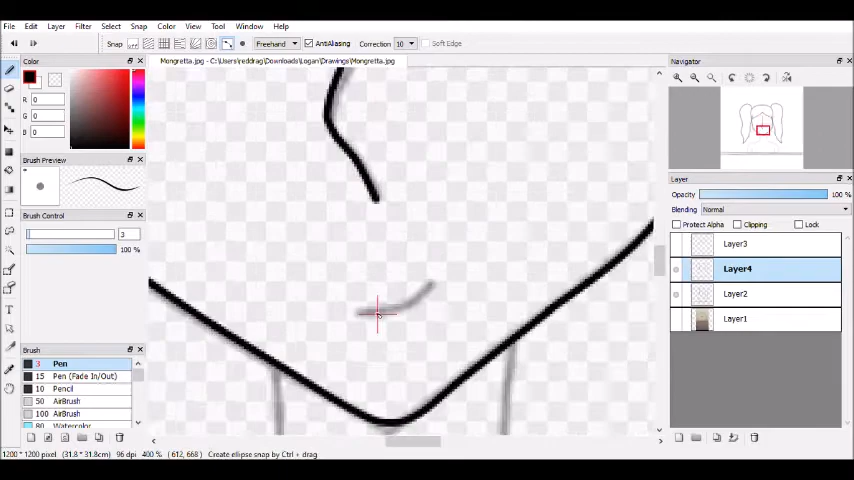 File Edit Layer Filter Select Snap Color View Tool Window Help
Snap Freehand AntiAliasing Correction 10 Soft Edge
Color
Mongretta.jpg - C:\Users\reddrag\Downloads\Logan\Drawings\Mongretta.jpg
Navigator
R 0
G 0
B 0
Brush Preview
Layer
Opacity 100 %
Blending Normal
Brush Control
Protect Alpha Clipping Lock
3
Layer3
100 %
Layer4
Layer2
Layer1
Brush
3 Pen
15 Pen (Fade In/Out)
10 Pencil
50 AirBrush
100 AirBrush
80 Watercolor
1200 * 1200 pixel (31.8 * 31.8cm) 96 dpi 400 % ( 612, 668 ) Create ellipse snap by Ctrl + drag